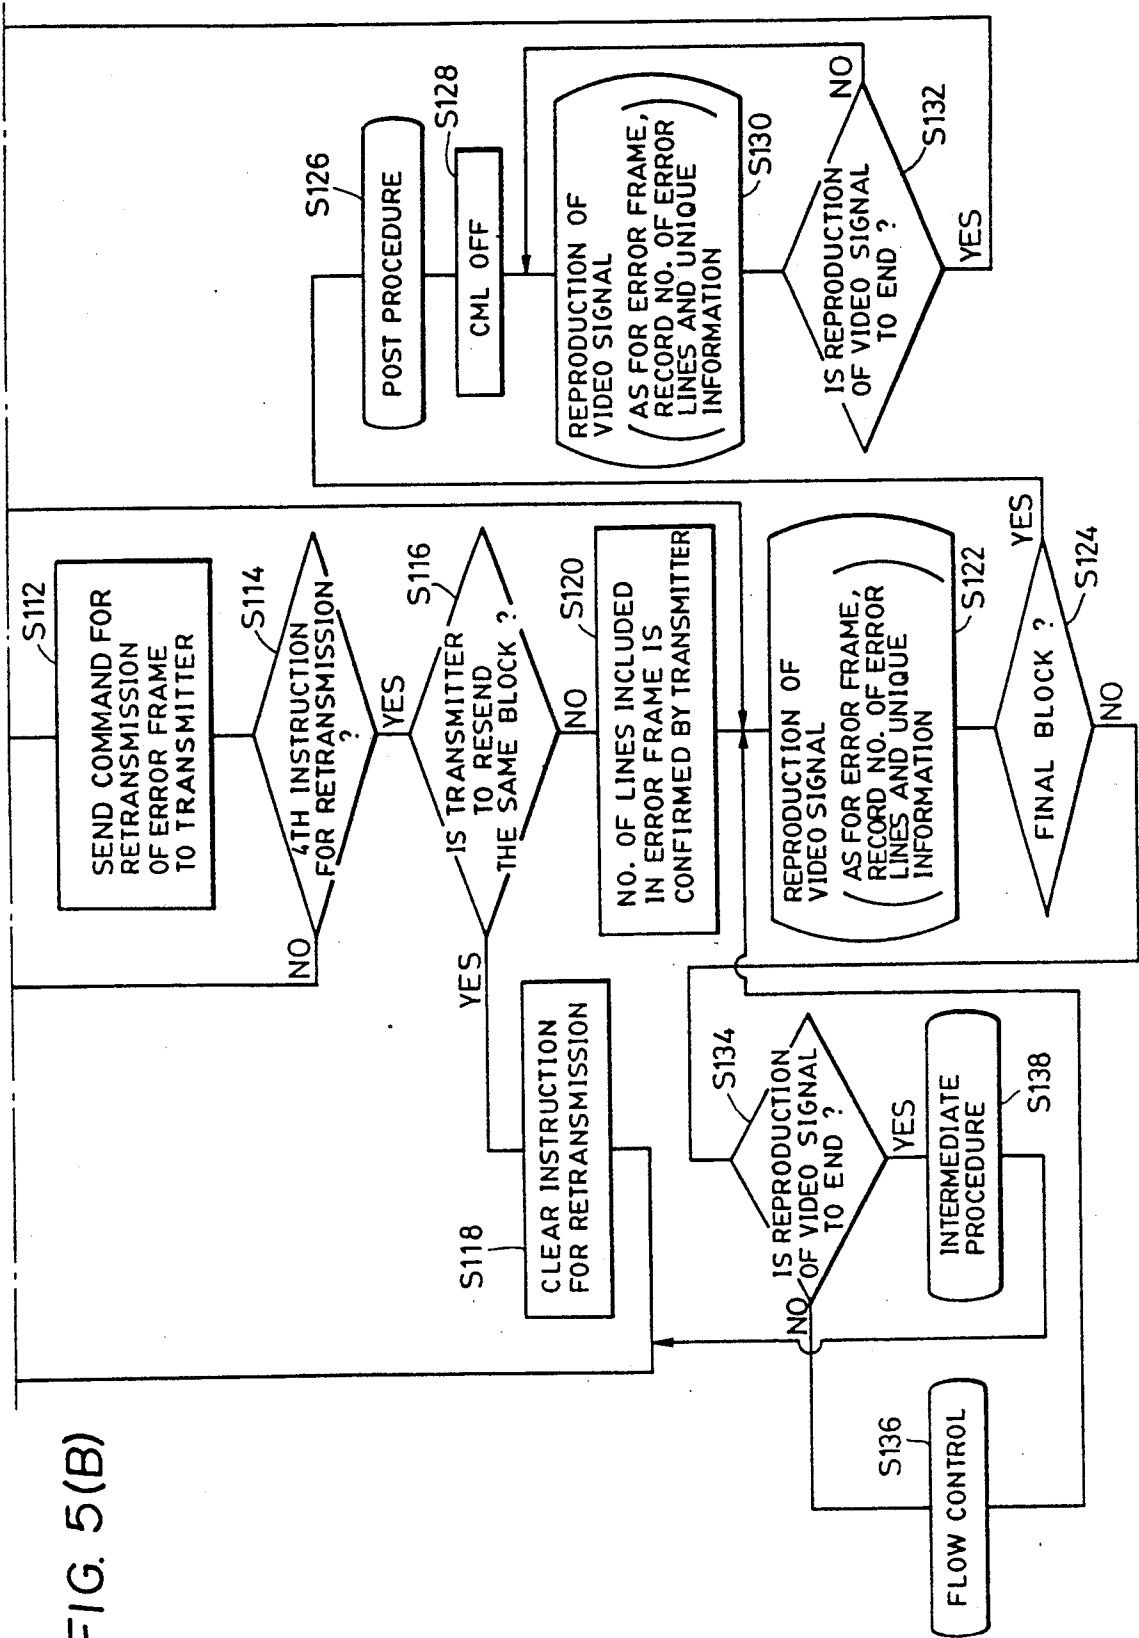 FIG. 5(B)
S112
SEND COMMAND FOR
RETRANSMISSION
OF ERROR FRAME
TO TRANSMITTER
S114
4TH INSTRUCTION
FOR RETRANSMISSION
?
NO
YES
S116
IS TRANSMITTER
TO RESEND
THE SAME BLOCK ?
YES
NO
S118
CLEAR INSTRUCTION
FOR RETRANSMISSION
S120
NO. OF LINES INCLUDED
IN ERROR FRAME IS
CONFIRMED BY TRANSMITTER
REPRODUCTION OF
VIDEO SIGNAL
(AS FOR ERROR FRAME,
RECORD NO. OF ERROR
LINES AND UNIQUE
INFORMATION)
S122
FINAL BLOCK ?
S124
YES
NO
S126
POST PROCEDURE
S128
CML OFF
REPRODUCTION OF
VIDEO SIGNAL
(AS FOR ERROR FRAME,
RECORD NO. OF ERROR
LINES AND UNIQUE
INFORMATION)
S130
IS REPRODUCTION
OF VIDEO SIGNAL
TO END ?
S132
NO
YES
S134
IS REPRODUCTION
OF VIDEO SIGNAL
TO END ?
NO
YES
S136
FLOW CONTROL
INTERMEDIATE
PROCEDURE
S138